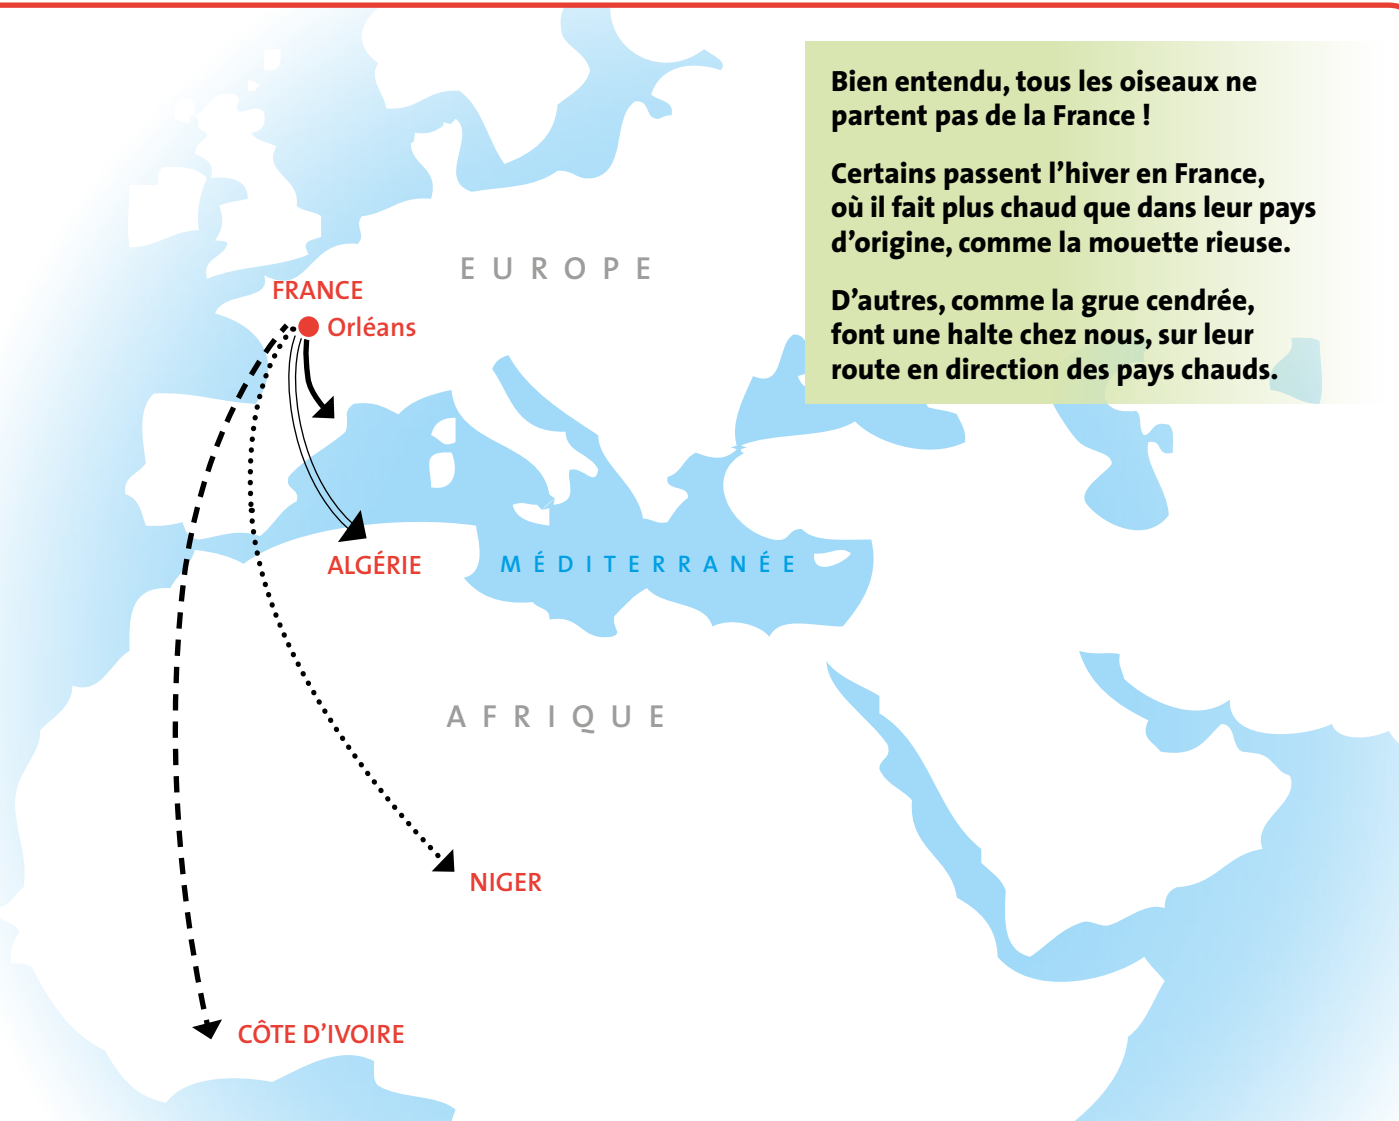 Bien entendu, tous les oiseaux ne
partent pas de la France !
Certains passent l'hiver en France,
où il fait plus chaud que dans leur pays
d'origine, comme la mouette rieuse.
D'autres, comme la grue cendrée,
font une halte chez nous, sur leur
route en direction des pays chauds.
EUROPE
FRANCE
Orléans
ALGÉRIE
MÉDITERRANÉE
AFRIQUE
NIGER
CÔTE D'IVOIRE